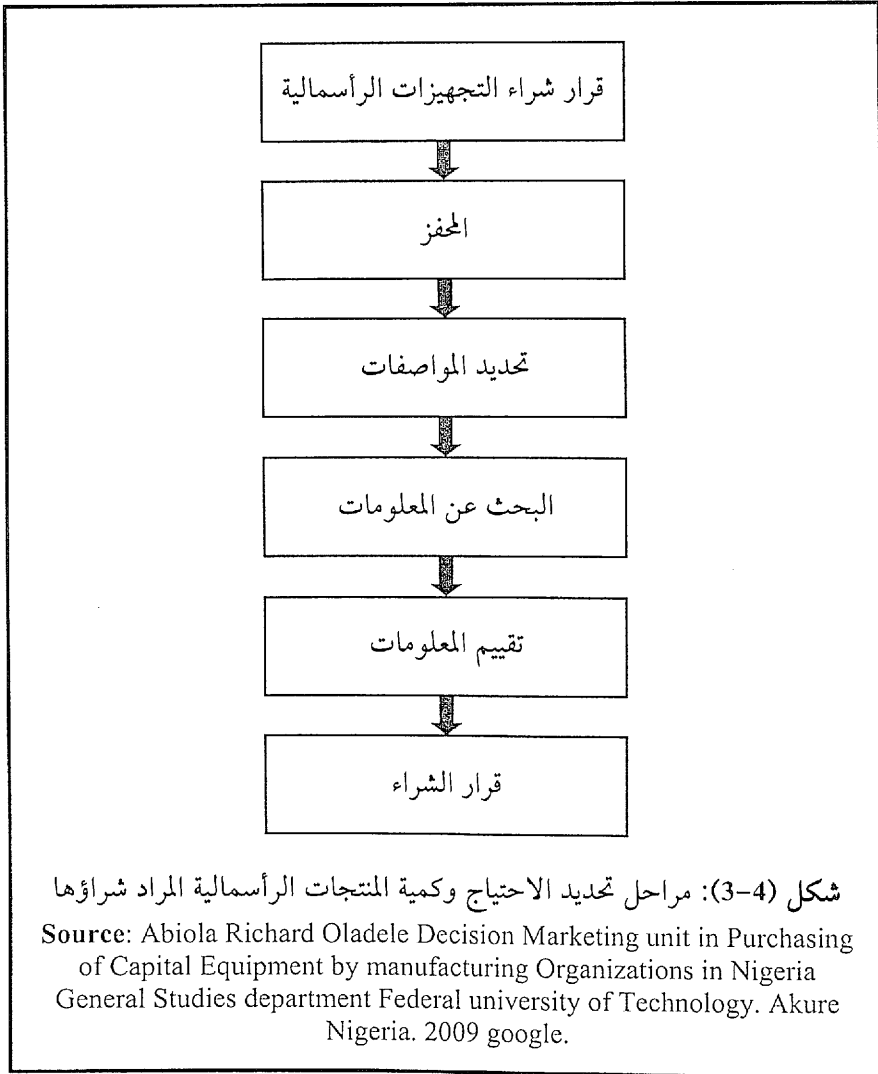 قرار شراء التجهيزات الرأسمالية
المحفز
تحديد المواصفات
البحث عن المعلومات
تقييم المعلومات
قرار الشراء
شكل (4-3): مراحل تحديد الاحتياج وكمية المنتجات الرأسمالية المراد شراؤها
Source: Abiola Richard Oladele Decision Marketing unit in Purchasing
of Capital Equipment by manufacturing Organizations in Nigeria
General Studies department Federal university of Technology. Akure
Nigeria. 2009 google.